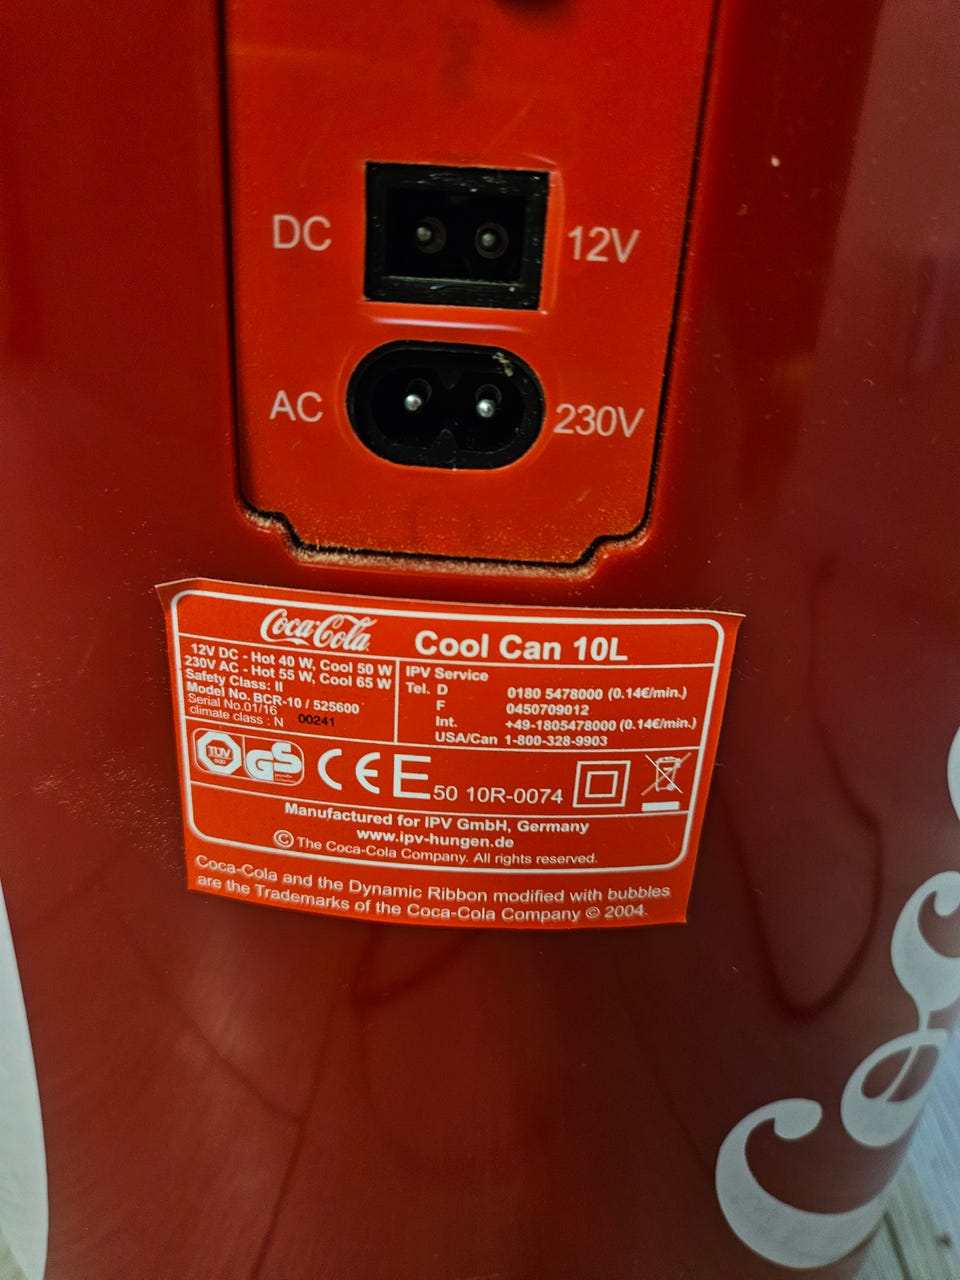 DC
12V
AC
230V
Coca-Cola
Cool Can 10L
12V DC - Hot 40 W, Cool 50 W
230V AC - Hot 55 W, Cool 65 W
Safety Class: II
Model No. BCR-10 / 525600
Serial No.01/16 00241
climate class : N
IPV Service
Tel. D 0180 5478000 (0.14€/min.)
F 0450709012
Int. +49-1805478000 (0.14€/min.)
USA/Can 1-800-328-9903
TÜV
GS
CE E50 10R-0074
Manufactured for IPV GmbH, Germany
www.ipv-hungen.de
© The Coca-Cola Company. All rights reserved.
Coca-Cola and the Dynamic Ribbon modified with bubbles
are the Trademarks of the Coca-Cola Company © 2004.
Coc